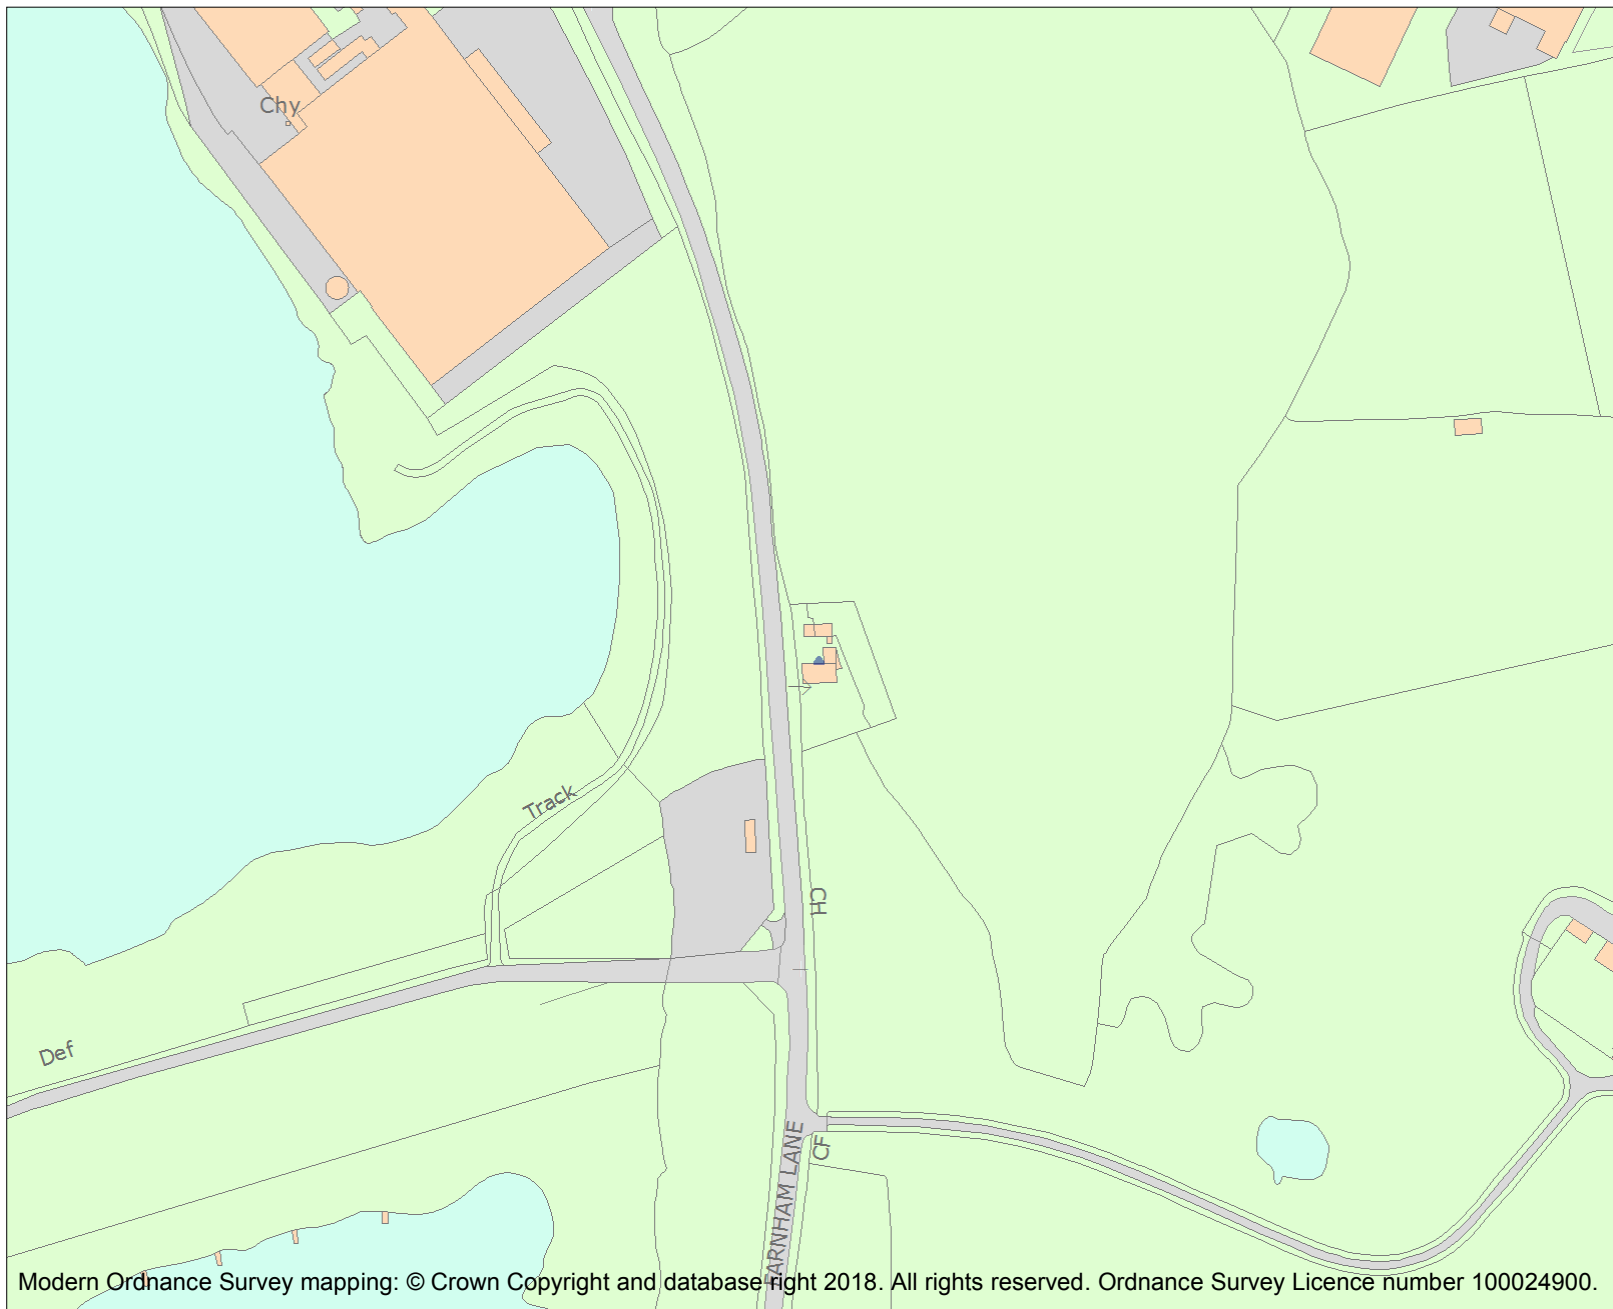 Chy
Track
CH
Def
CF
FARNHAM LANE
Modern Ordnance Survey mapping: © Crown Copyright and database right 2018. All rights reserved. Ordnance Survey Licence number 100024900.